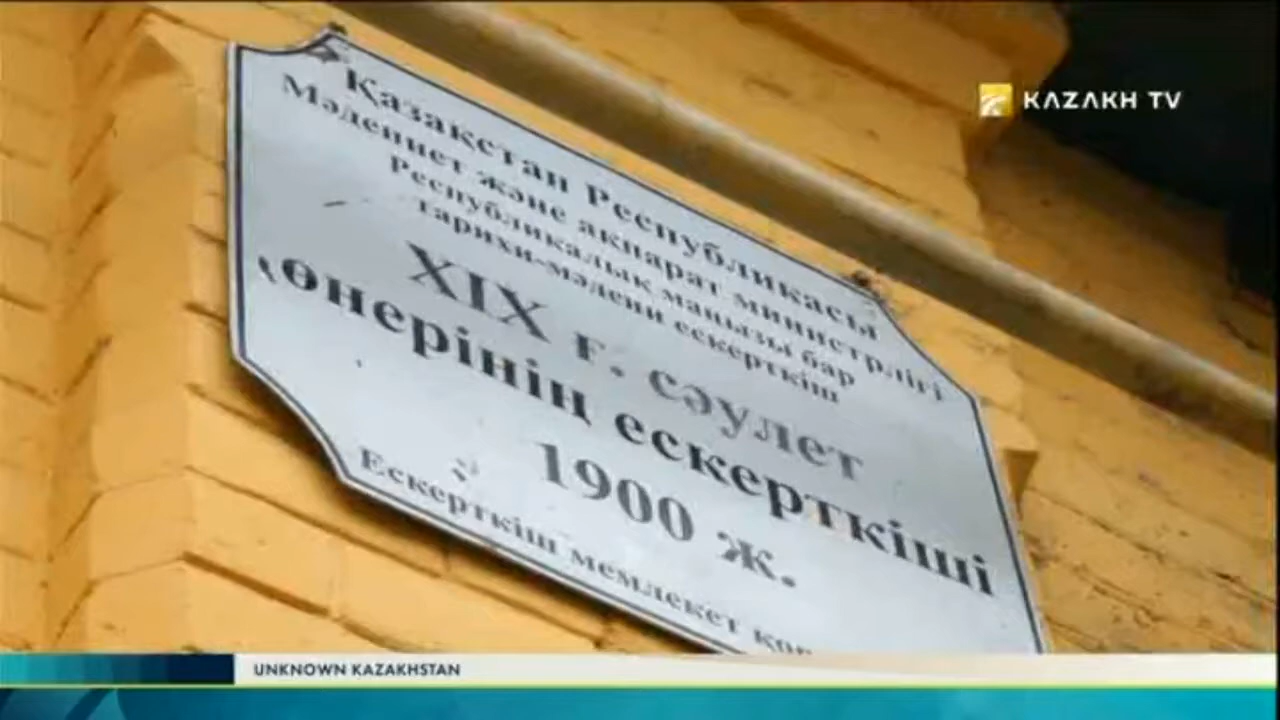 KAZAKH TV
Қазақстан Республикасы
Мәдениет және ақпарат министрлігі
Республикалық маңызы бар
тарихи-мәдени ескерткіш
XIX ғ. сәулет
өнерінің ескерткіші
1900 ж.
Ескерткіш мемлекет
UNKNOWN KAZAKHSTAN